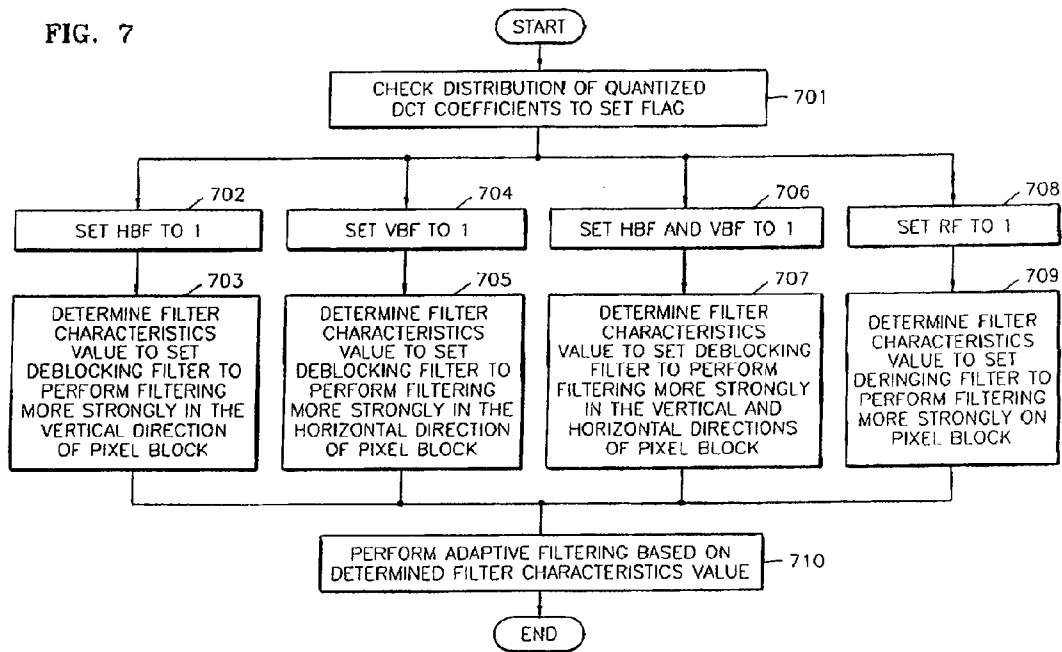 FIG. 7
START
CHECK DISTRIBUTION OF QUANTIZED
DCT COEFFICIENTS TO SET FLAG
701
702
SET HBF TO 1
704
SET VBF TO 1
706
SET HBF AND VBF TO 1
708
SET RF TO 1
703
DETERMINE FILTER
CHARACTERISTICS
VALUE TO SET
DEBLOCKING FILTER TO
PERFORM FILTERING
MORE STRONGLY IN THE
VERTICAL DIRECTION
OF PIXEL BLOCK
705
DETERMINE FILTER
CHARACTERISTICS
VALUE TO SET
DEBLOCKING FILTER TO
PERFORM FILTERING
MORE STRONGLY IN THE
HORIZONTAL DIRECTION
OF PIXEL BLOCK
707
DETERMINE FILTER
CHARACTERISTICS
VALUE TO SET DEBLOCKING
FILTER TO PERFORM
FILTERING MORE STRONGLY
IN THE VERTICAL AND
HORIZONTAL DIRECTIONS
OF PIXEL BLOCK
709
DETERMINE FILTER
CHARACTERISTICS
VALUE TO SET
DERINGING FILTER TO
PERFORM FILTERING
MORE STRONGLY ON
PIXEL BLOCK
PERFORM ADAPTIVE FILTERING BASED ON
DETERMINED FILTER CHARACTERISTICS VALUE
710
END